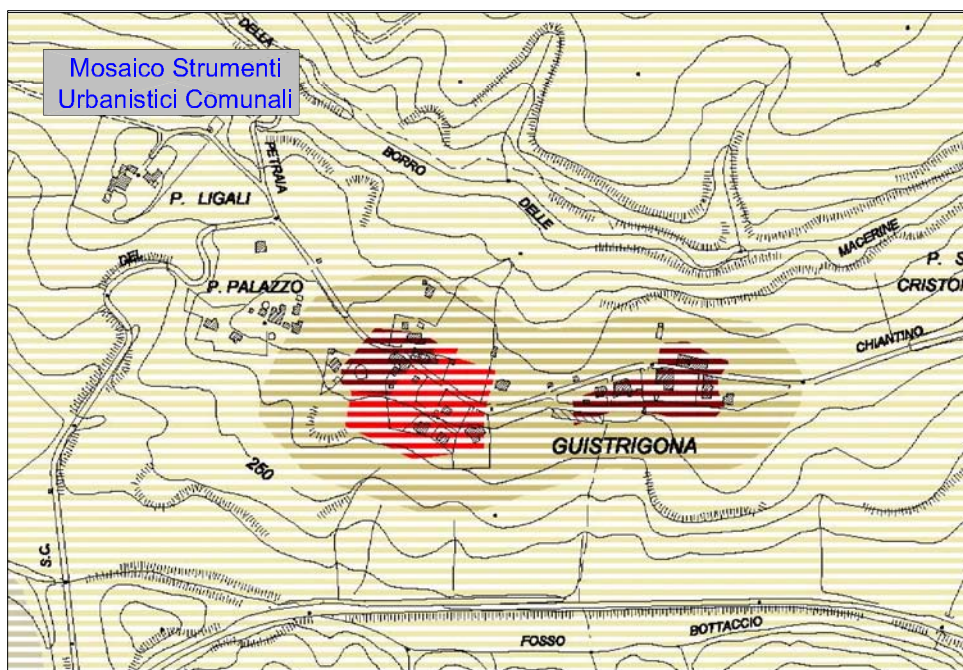 DELLA
Mosaico Strumenti
Urbanistici Comunali
PETRAIA
BORRO
P. LIGALI
DELLE
MACERINE
DEL
P. PALAZZO
P. S
CRISTO
CHIANTINO
GUISTRIGONA
250
S.C.
BOTTACCIO
FOSSO